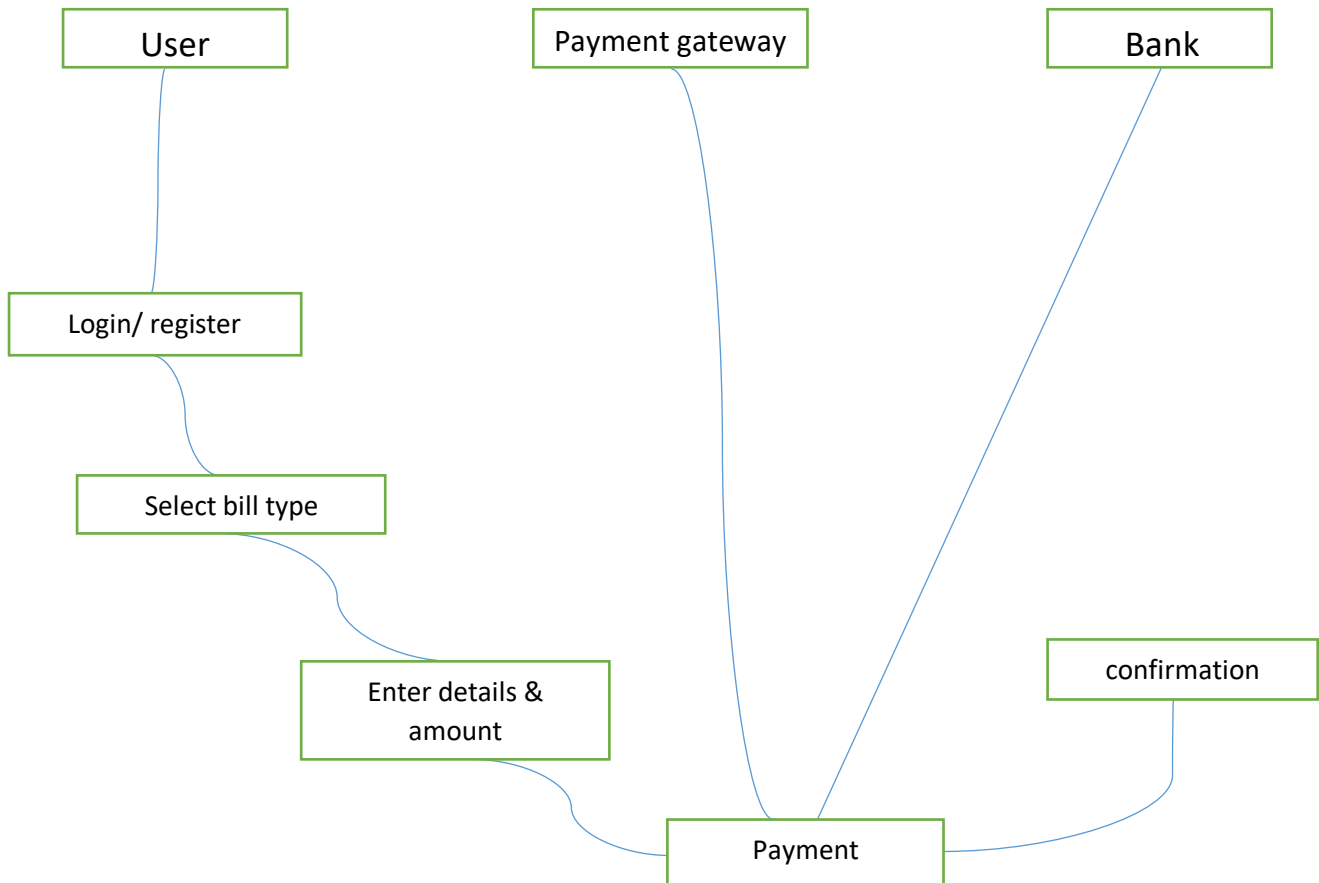 User
Payment gateway
Bank
Login/ register
Select bill type
Enter details &
amount
confirmation
Payment